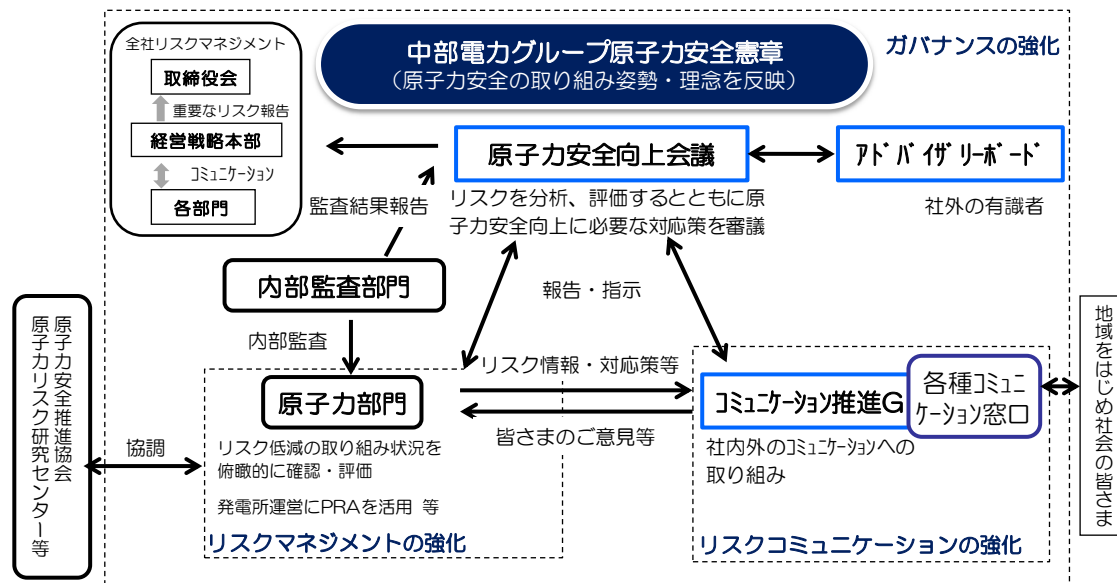 全社リスクマネジメント
取締役会
重要なリスク報告
経営戦略本部
ｺﾐｭﾆｹｰｼｮﾝ
各部門
中部電力グループ原子力安全憲章
（原子力安全の取り組み姿勢・理念を反映）
ガバナンスの強化
原子力安全向上会議
ｱﾄﾞﾊﾞｲｻﾞﾘｰﾎﾞｰﾄﾞ
リスクを分析、評価するとともに原
子力安全向上に必要な対応策を審議
社外の有識者
監査結果報告
内部監査部門
報告・指示
内部監査
原子力部門
リスク情報・対応策等
皆さまのご意見等
ｺﾐｭﾆｹｰｼｮﾝ推進G
各種ｺﾐｭﾆ
ｹｰｼｮﾝ窓口
リスク低減の取り組み状況を
俯瞰的に確認・評価
発電所運営にPRAを活用 等
リスクマネジメントの強化
社内外のｺﾐｭﾆｹｰｼｮﾝへの
取り組み
リスクコミュニケーションの強化
協調
原子力安全推進協会
原子力リスク研究センター等
地域をはじめ社会の皆さま